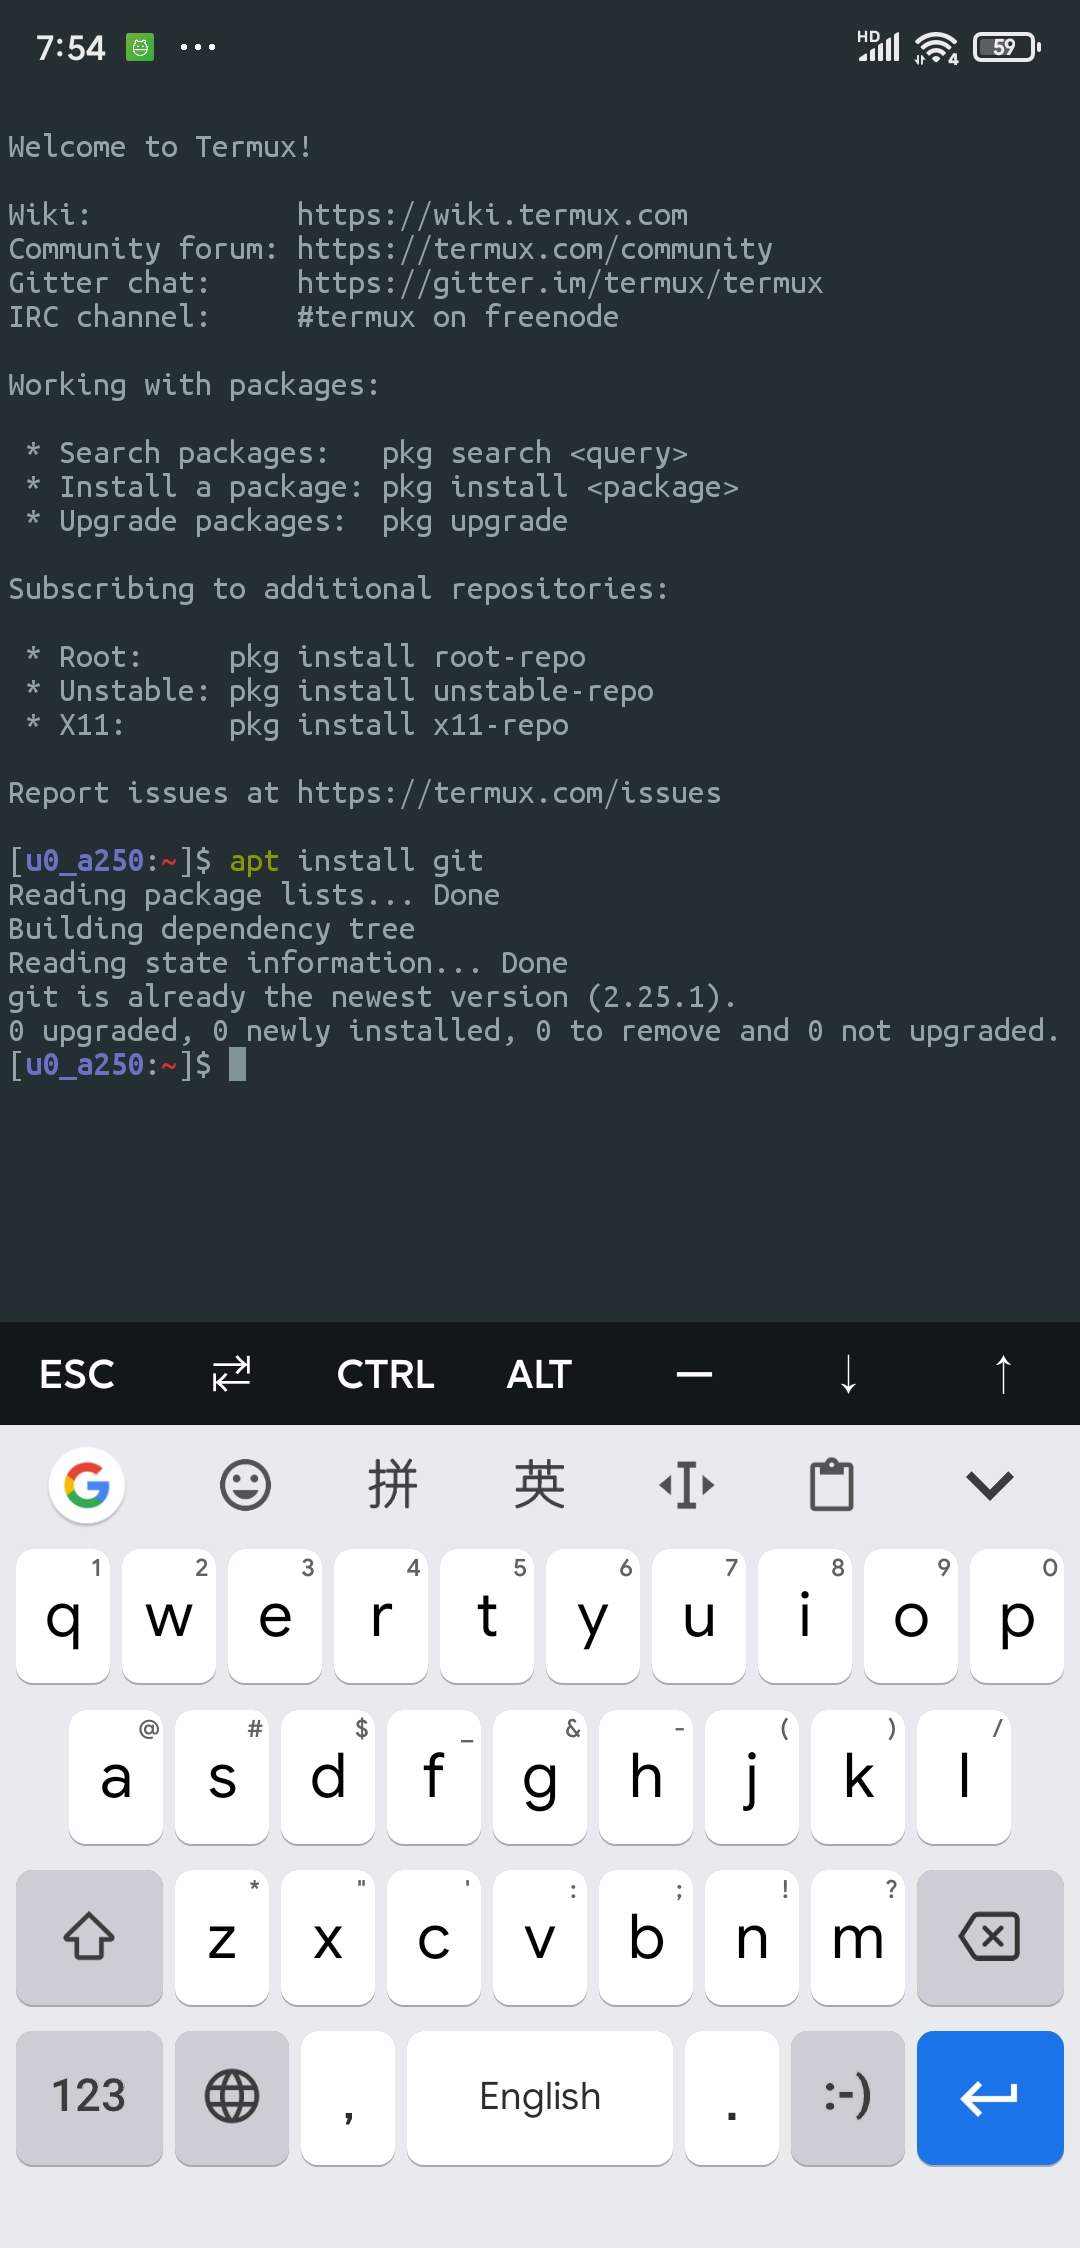 7:54 ... HD 4 59
Welcome to Termux!
Wiki: https://wiki.termux.com
Community forum: https://termux.com/community
Gitter chat: https://gitter.im/termux/termux
IRC channel: #termux on freenode
Working with packages:
* Search packages: pkg search <query>
* Install a package: pkg install <package>
* Upgrade packages: pkg upgrade
Subscribing to additional repositories:
* Root: pkg install root-repo
* Unstable: pkg install unstable-repo
* X11: pkg install x11-repo
Report issues at https://termux.com/issues
[u0_a250:~]$ apt install git
Reading package lists... Done
Building dependency tree
Reading state information... Done
git is already the newest version (2.25.1).
0 upgraded, 0 newly installed, 0 to remove and 0 not upgraded.
[u0_a250:~]$
ESC CTRL ALT — ↓ ↑
G 拼 英
1 2 3 4 5 6 7 8 9 0
q w e r t y u i o p
@ # $ _ & - ( ) /
a s d f g h j k l
* " ' : ; ! ?
z x c v b n m
123 , English . :-)